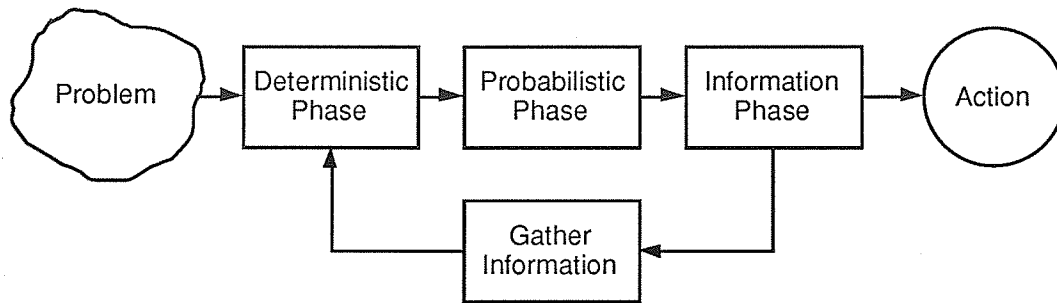 Problem
Deterministic
Phase
Probabilistic
Phase
Information
Phase
Action
Gather
Information